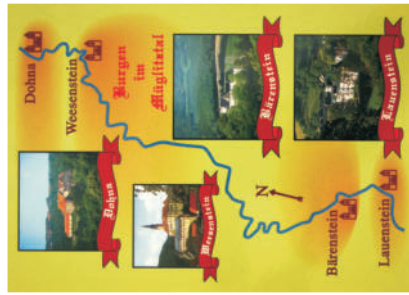 Dohna
Weesenstein
Burgen
im
Müglitztal
Dohna
Weesenstein
Bärenstein
Lauenstein
N
Bärenstein
Lauenstein